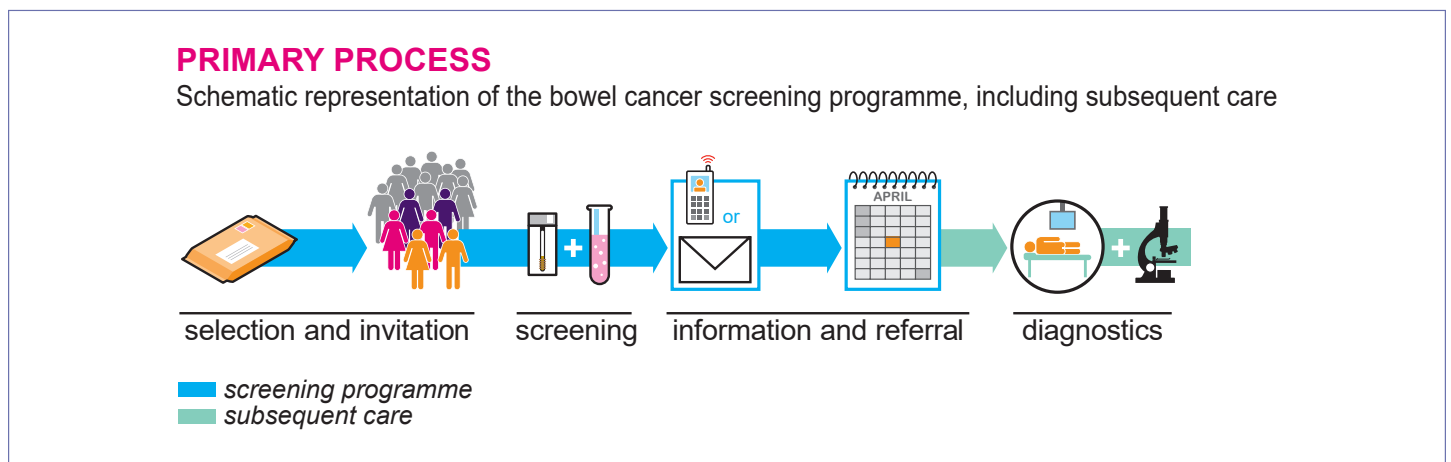 PRIMARY PROCESS
Schematic representation of the bowel cancer screening programme, including subsequent care
or
APRIL
selection and invitation
screening
information and referral
diagnostics
screening programme
subsequent care